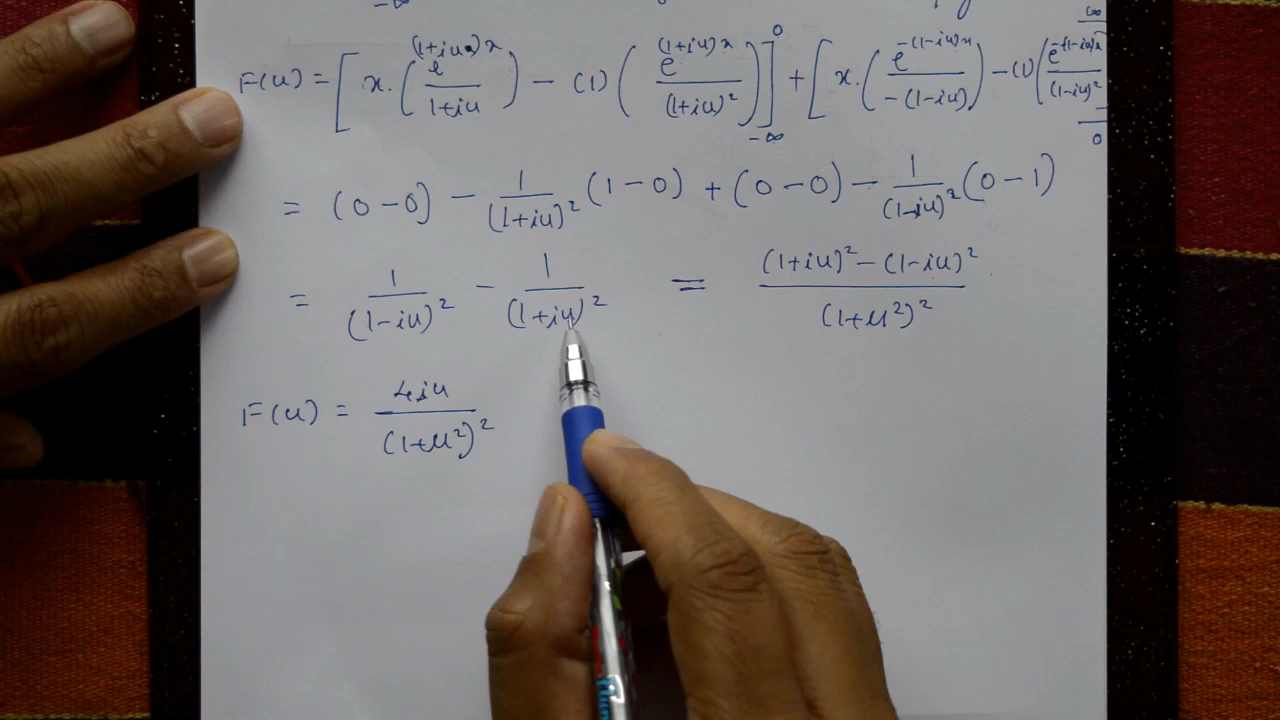 F(u) = [ x. ( e^(1+iu)x / 1+iu ) − (1) ( e^(1+iu)x / (1+iu)² ) ]_{-∞}^{0} + [ x. ( e^-(1-iu)x / -(1-iu) ) − (1) ( e^-(1-iu)x / (1-iu)² _{0}^{∞}
= (0-0) − 1/(1+iu)² (1-0) + (0-0) − 1/(1-iu)² (0-1)
= 1/(1-iu)² − 1/(1+iu)² = (1+iu)² − (1-iu)² / (1+u²)²
F(u) = 4iu / (1+u²)²